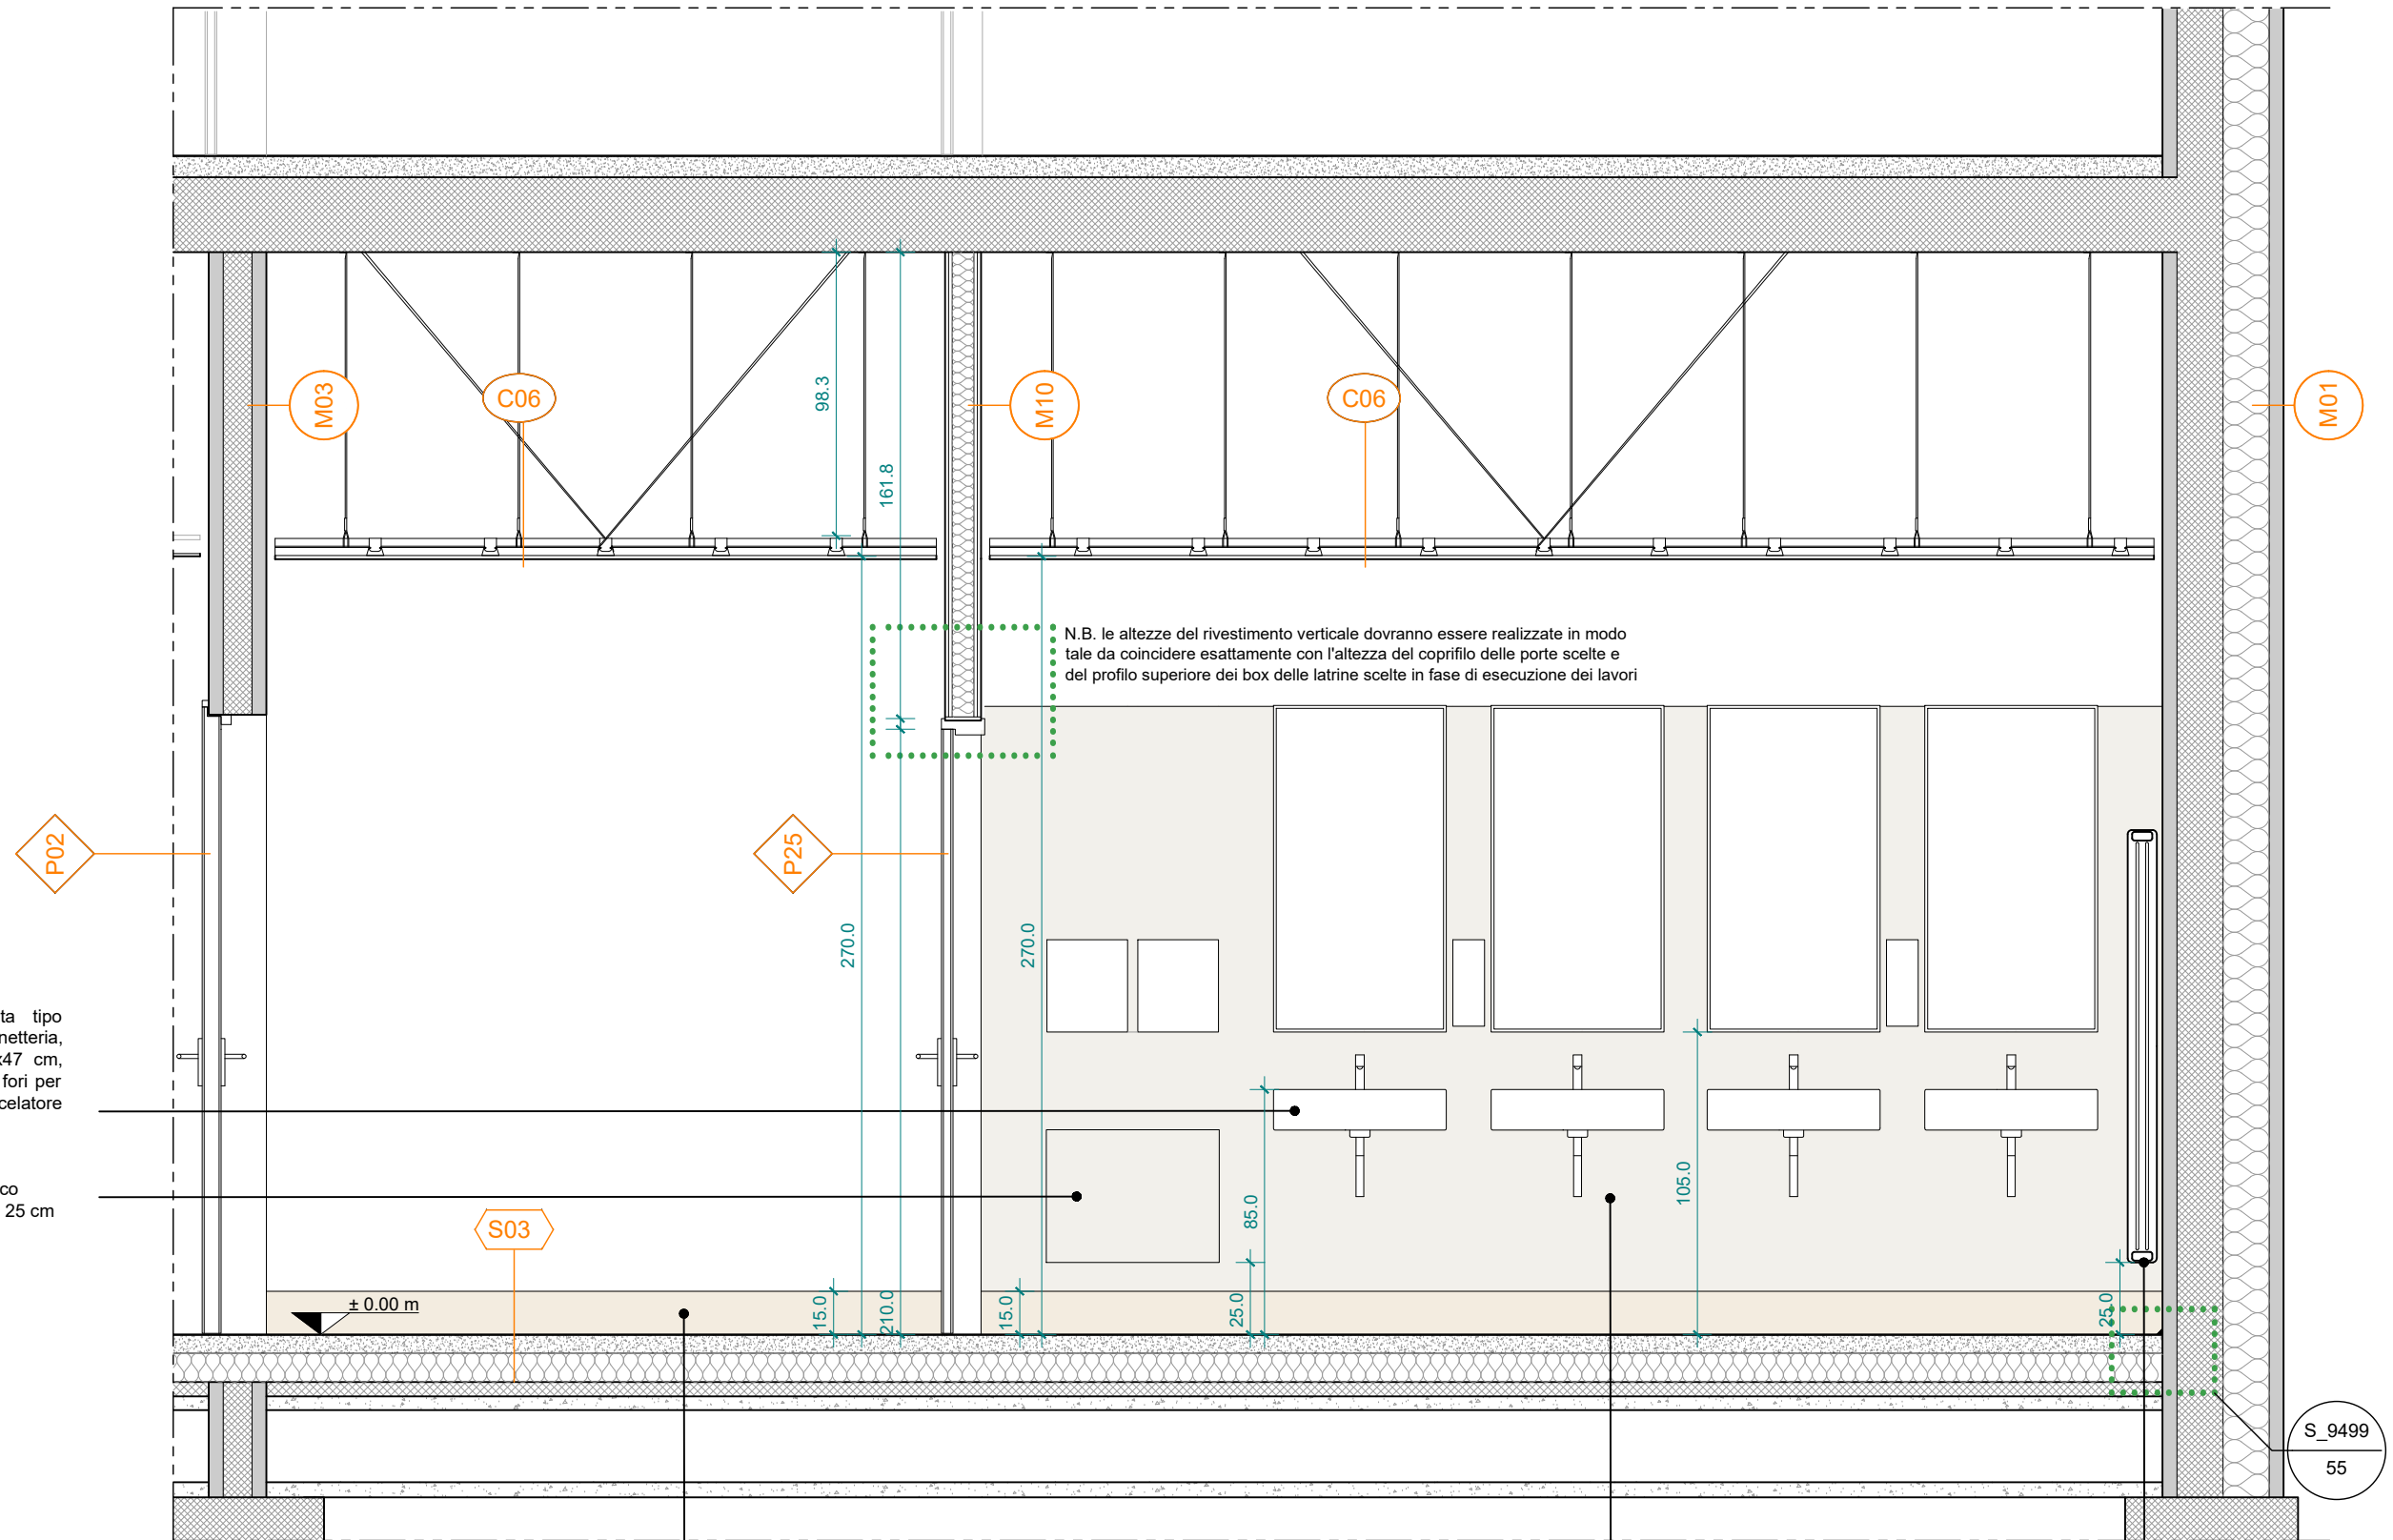 M03
C06
98.3
161.8
M10
C06
M01
N.B. le altezze del rivestimento verticale dovranno essere realizzate in modo
tale da coincidere esattamente con l'altezza del coprifilo delle porte scelte e
del profilo superiore dei box delle latrine scelte in fase di esecuzione dei lavori
P02
P25
270.0
270.0
ta tipo
netteria,
x47 cm,
fori per
celatore
co
25 cm
S03
85.0
105.0
± 0.00 m
15.0
210.0
15.0
25.0
25.0
S_9499
55